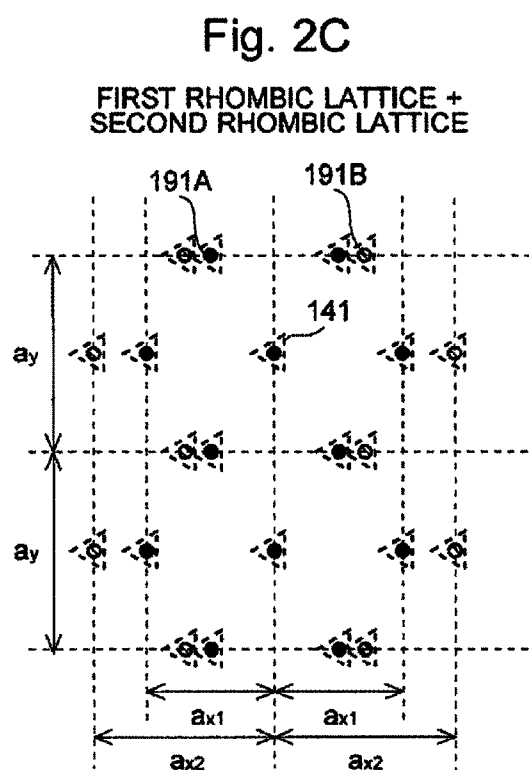 Fig. 2C
FIRST RHOMBIC LATTICE +
SECOND RHOMBIC LATTICE
191A 191B
141
ay
ay
ax1 ax1
ax2 ax2